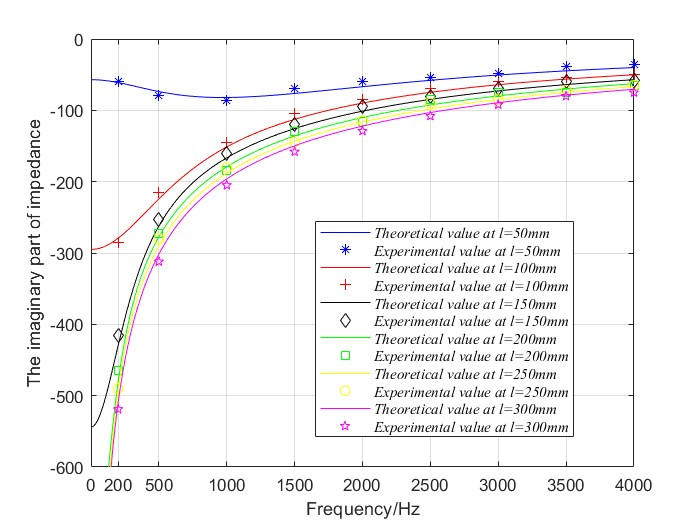 0
-100
-200
-300
-400
-500
-600
The imaginary part of impedance
Theoretical value at l=50mm
Experimental value at l=50mm
Theoretical value at l=100mm
Experimental value at l=100mm
Theoretical value at l=150mm
Experimental value at l=150mm
Theoretical value at l=200mm
Experimental value at l=200mm
Theoretical value at l=250mm
Experimental value at l=250mm
Theoretical value at l=300mm
Experimental value at l=300mm
0 200 500 1000 1500 2000 2500 3000 3500 4000
Frequency/Hz